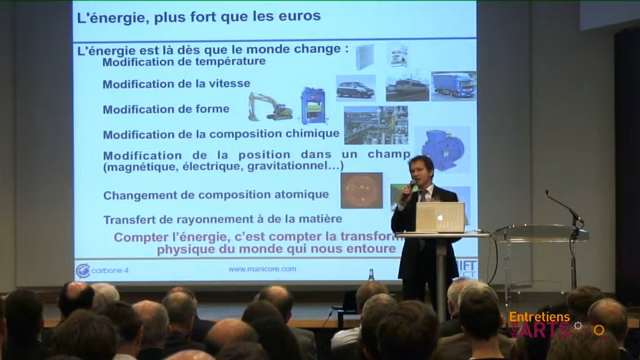 L'énergie, plus fort que les euros
L'énergie est là dès que le monde change :
Modification de température
Modification de la vitesse
Modification de forme
Modification de la composition chimique
Modification de la position dans un champ
(magnétique, électrique, gravitationnel…)
Changement de composition atomique
Transfert de rayonnement à de la matière
Compter l'énergie, c'est compter la transform
physique du monde qui nous entoure
carbone 4
www.manicore.com
Entretiens
ARTS